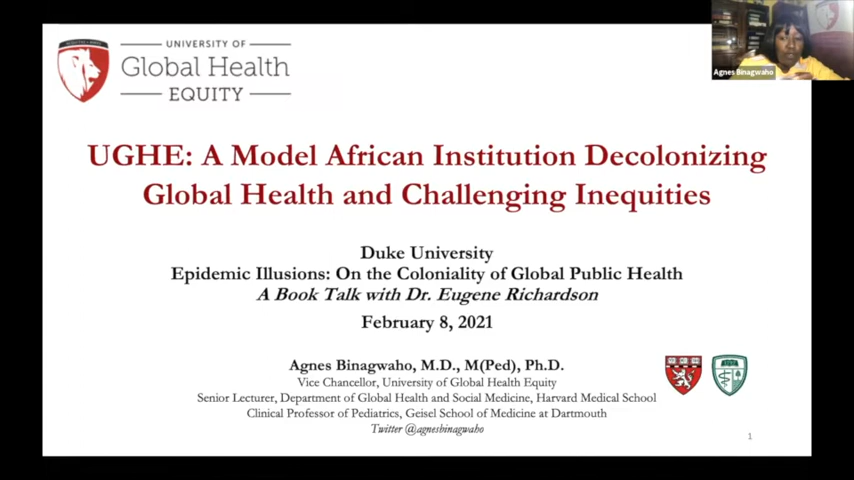 UNIVERSITY OF
Global Health
EQUITY
Agnes Binagwaho
UGHE: A Model African Institution Decolonizing
Global Health and Challenging Inequities
Duke University
Epidemic Illusions: On the Coloniality of Global Public Health
A Book Talk with Dr. Eugene Richardson
February 8, 2021
Agnes Binagwaho, M.D., M(Ped), Ph.D.
Vice Chancellor, University of Global Health Equity
Senior Lecturer, Department of Global Health and Social Medicine, Harvard Medical School
Clinical Professor of Pediatrics, Geisel School of Medicine at Dartmouth
Twitter @agnesbinagwaho
1